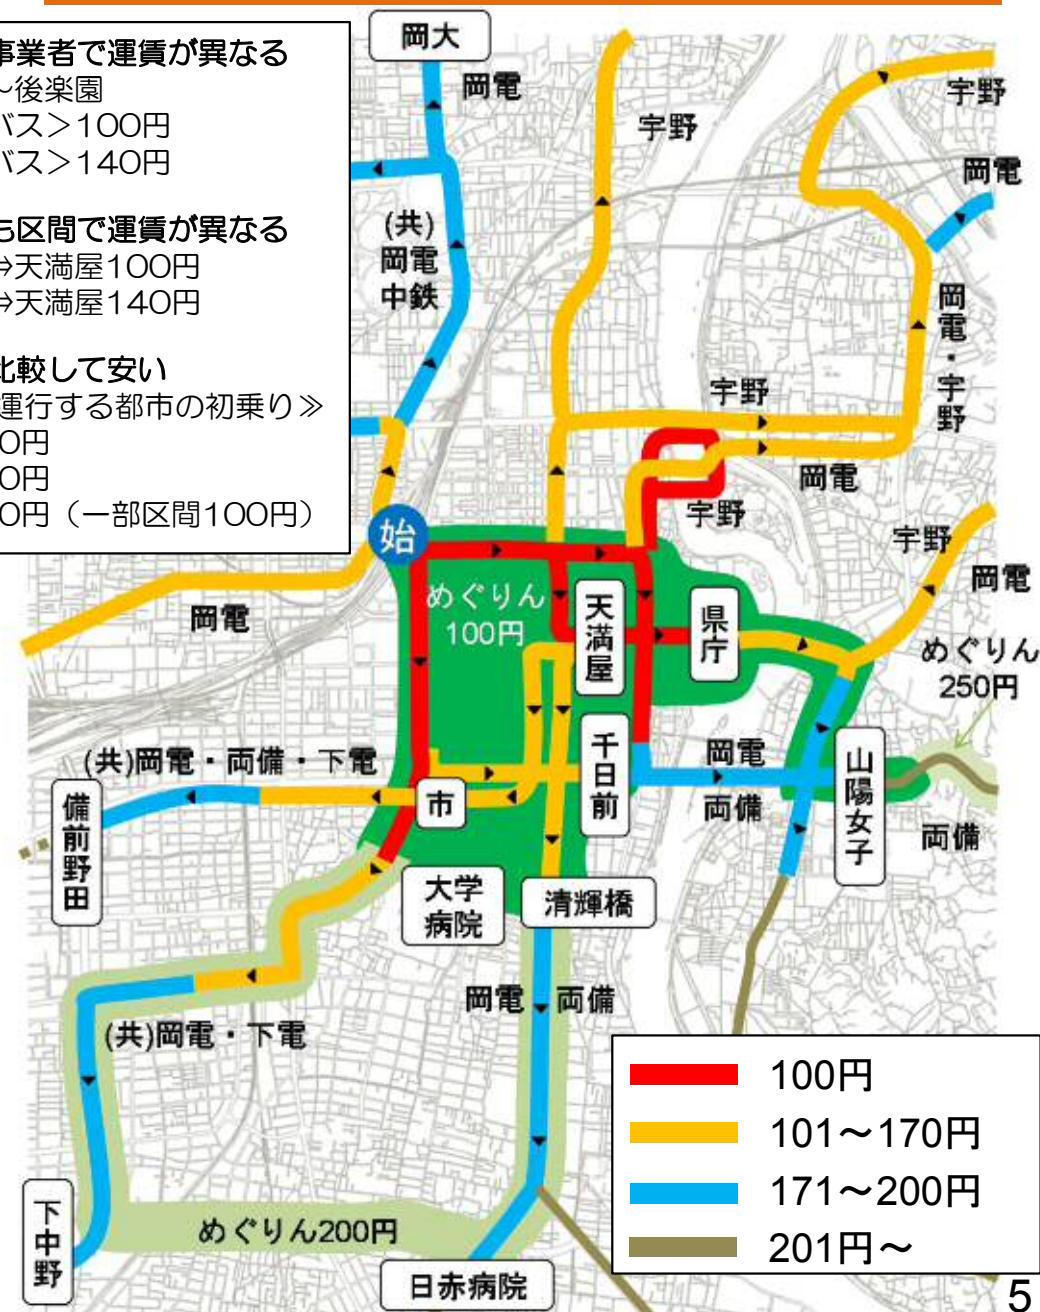 事業者で運賃が異なる
~後楽園
バス>100円
バス>140円
ち区間で運賃が異なる
⇔天満屋100円
⇔天満屋140円
比較して安い
運行する都市の初乗り≫
0円
0円
0円（一部区間100円）
岡大
岡電
宇野
宇野
岡電
(共)
岡電
中鉄
岡電・宇野
宇野
岡電
宇野
宇野
岡電
始
めぐりん
100円
天満屋
県庁
岡電
めぐりん
250円
(共)岡電・両備・下電
千日前
岡電
両備
山陽女子
両備
備前野田
市
大学
病院
清輝橋
岡電
両備
(共)岡電・下電
下中野
めぐりん200円
日赤病院
100円
101～170円
171～200円
201円～
5